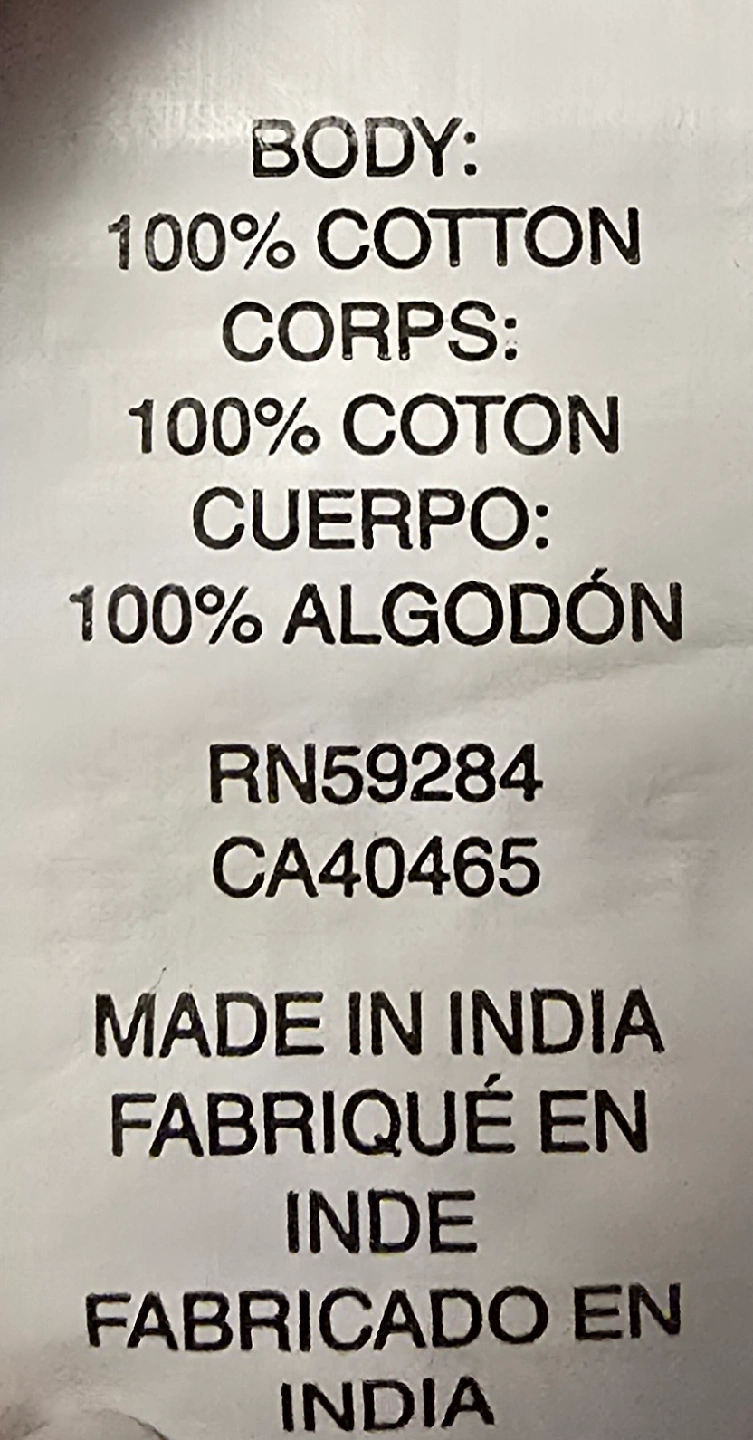 BODY:
100% COTTON
CORPS:
100% COTON
CUERPO:
100% ALGODÓN
RN59284
CA40465
MADE IN INDIA
FABRIQUÉ EN
INDE
FABRICADO EN
INDIA